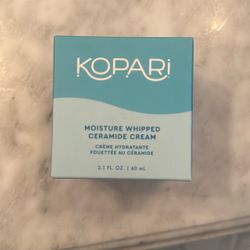 KOPARi
MOISTURE WHIPPED
CERAMIDE CREAM
CRÈME HYDRATANTE
FOUETTÉE AU CÉRAMIDE
2.1 FL. OZ. | 60 mL